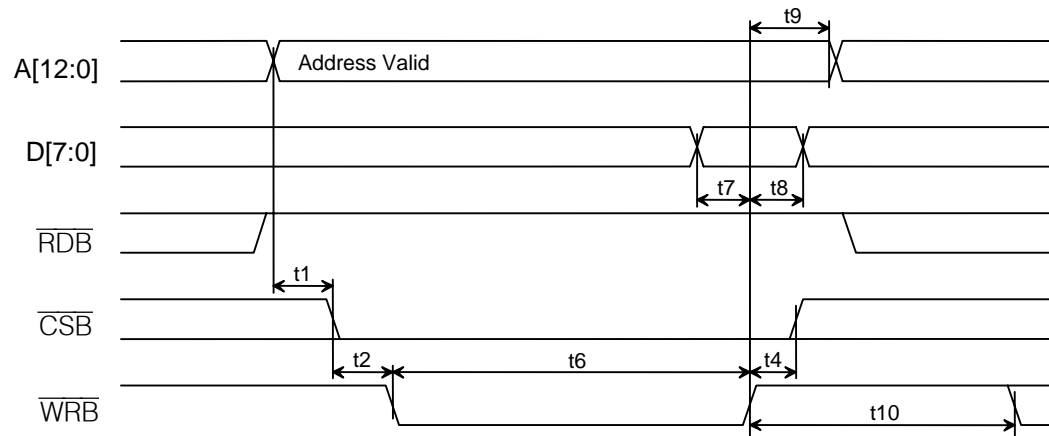 t9
A[12:0]
Address Valid
D[7:0]
t7
t8
RDB
t1
CSB
t2
t6
t4
WRB
t10